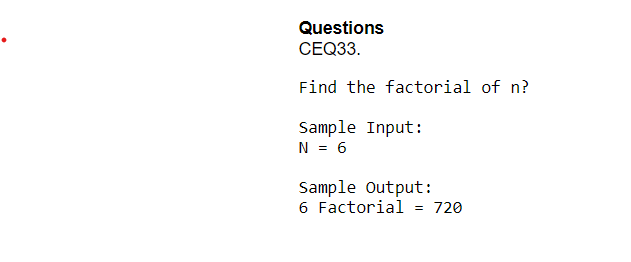 Questions
CEQ33.
Find the factorial of n?
Sample Input:
N = 6
Sample Output:
6 Factorial = 720